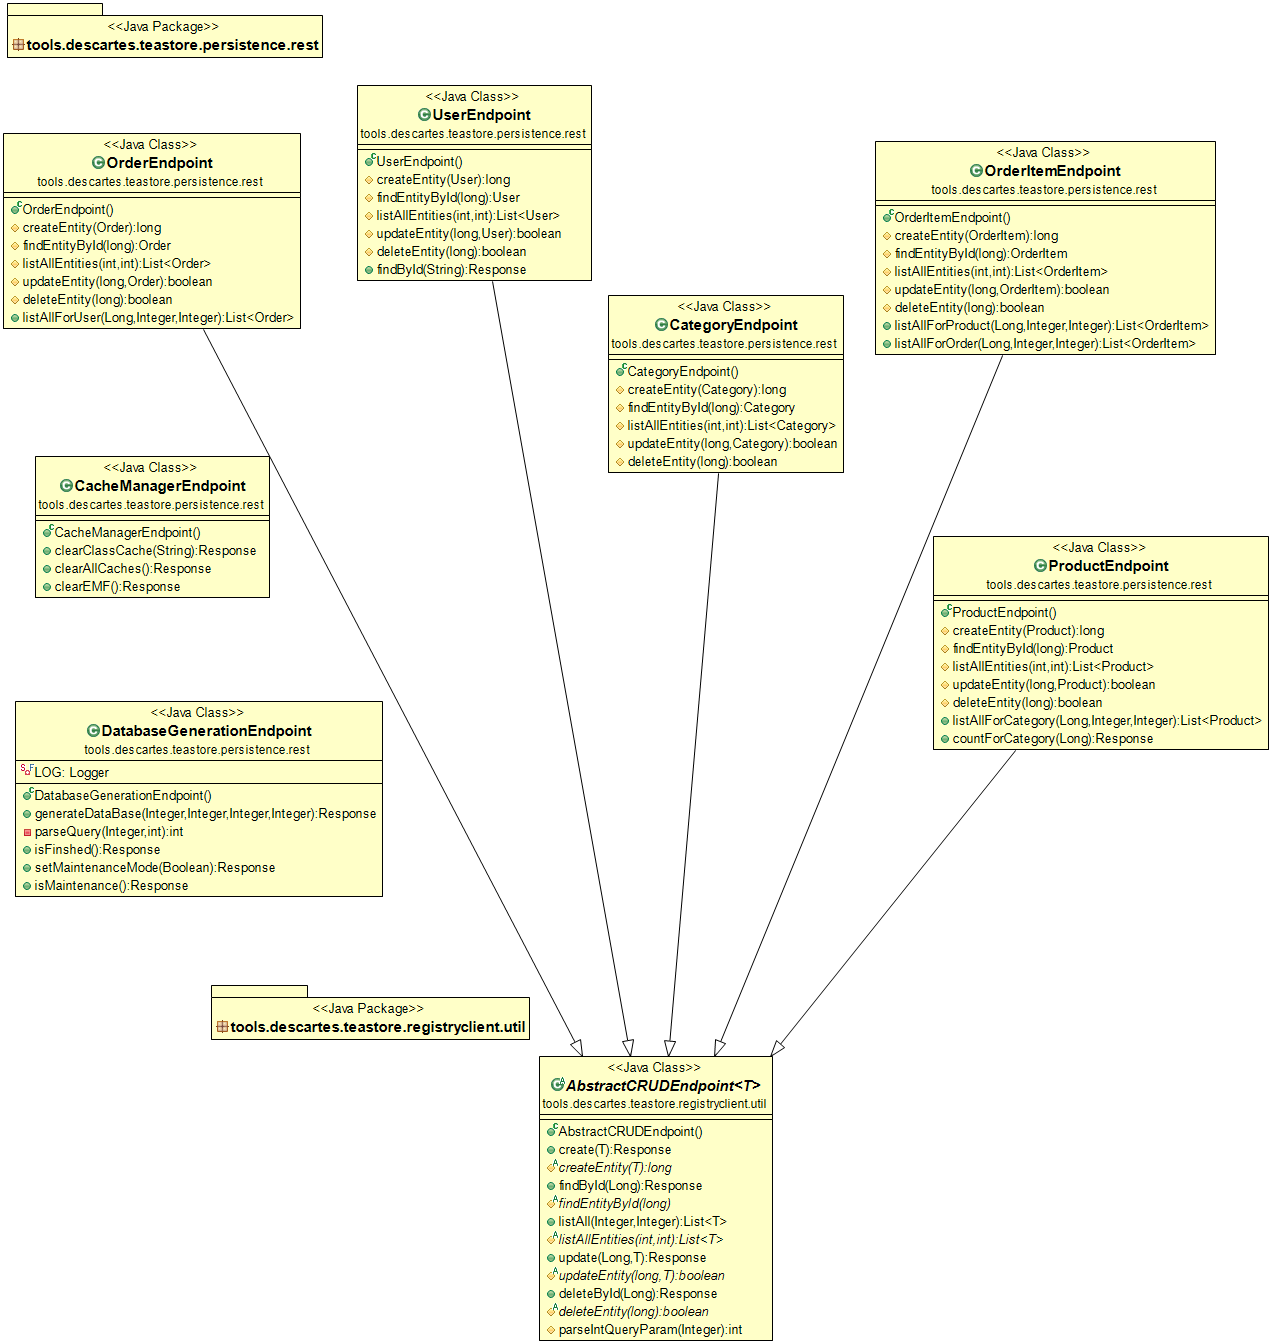 <<Java Package>>
tools.descartes.teastore.persistence.rest
<<Java Class>>
UserEndpoint
tools.descartes.teastore.persistence.rest
UserEndpoint()
createEntity(User):long
findEntityById(long):User
listAllEntities(int,int):List<User>
updateEntity(long,User):boolean
deleteEntity(long):boolean
findById(String):Response
<<Java Class>>
OrderEndpoint
tools.descartes.teastore.persistence.rest
OrderEndpoint()
createEntity(Order):long
findEntityById(long):Order
listAllEntities(int,int):List<Order>
updateEntity(long,Order):boolean
deleteEntity(long):boolean
listAllForUser(Long,Integer,Integer):List<Order>
<<Java Class>>
OrderItemEndpoint
tools.descartes.teastore.persistence.rest
OrderItemEndpoint()
createEntity(OrderItem):long
findEntityById(long):OrderItem
listAllEntities(int,int):List<OrderItem>
updateEntity(long,OrderItem):boolean
deleteEntity(long):boolean
listAllForProduct(Long,Integer,Integer):List<OrderItem>
listAllForOrder(Long,Integer,Integer):List<OrderItem>
<<Java Class>>
CategoryEndpoint
tools.descartes.teastore.persistence.rest
CategoryEndpoint()
createEntity(Category):long
findEntityById(long):Category
listAllEntities(int,int):List<Category>
updateEntity(long,Category):boolean
deleteEntity(long):boolean
<<Java Class>>
CacheManagerEndpoint
tools.descartes.teastore.persistence.rest
CacheManagerEndpoint()
clearClassCache(String):Response
clearAllCaches():Response
clearEMF():Response
<<Java Class>>
ProductEndpoint
tools.descartes.teastore.persistence.rest
ProductEndpoint()
createEntity(Product):long
findEntityById(long):Product
listAllEntities(int,int):List<Product>
updateEntity(long,Product):boolean
deleteEntity(long):boolean
listAllForCategory(Long,Integer,Integer):List<Product>
countForCategory(Long):Response
<<Java Class>>
DatabaseGenerationEndpoint
tools.descartes.teastore.persistence.rest
LOG: Logger
DatabaseGenerationEndpoint()
generateDataBase(Integer,Integer,Integer,Integer):Response
parseQuery(Integer,int):int
isFinshed():Response
setMaintenanceMode(Boolean):Response
isMaintenance():Response
<<Java Package>>
tools.descartes.teastore.registryclient.util
<<Java Class>>
AbstractCRUDEndpoint<T>
tools.descartes.teastore.registryclient.util
AbstractCRUDEndpoint()
create(T):Response
createEntity(T):long
findById(Long):Response
findEntityById(long)
listAll(Integer,Integer):List<T>
listAllEntities(int,int):List<T>
update(Long,T):Response
updateEntity(long,T):boolean
deleteById(Long):Response
deleteEntity(long):boolean
parseIntQueryParam(Integer):int